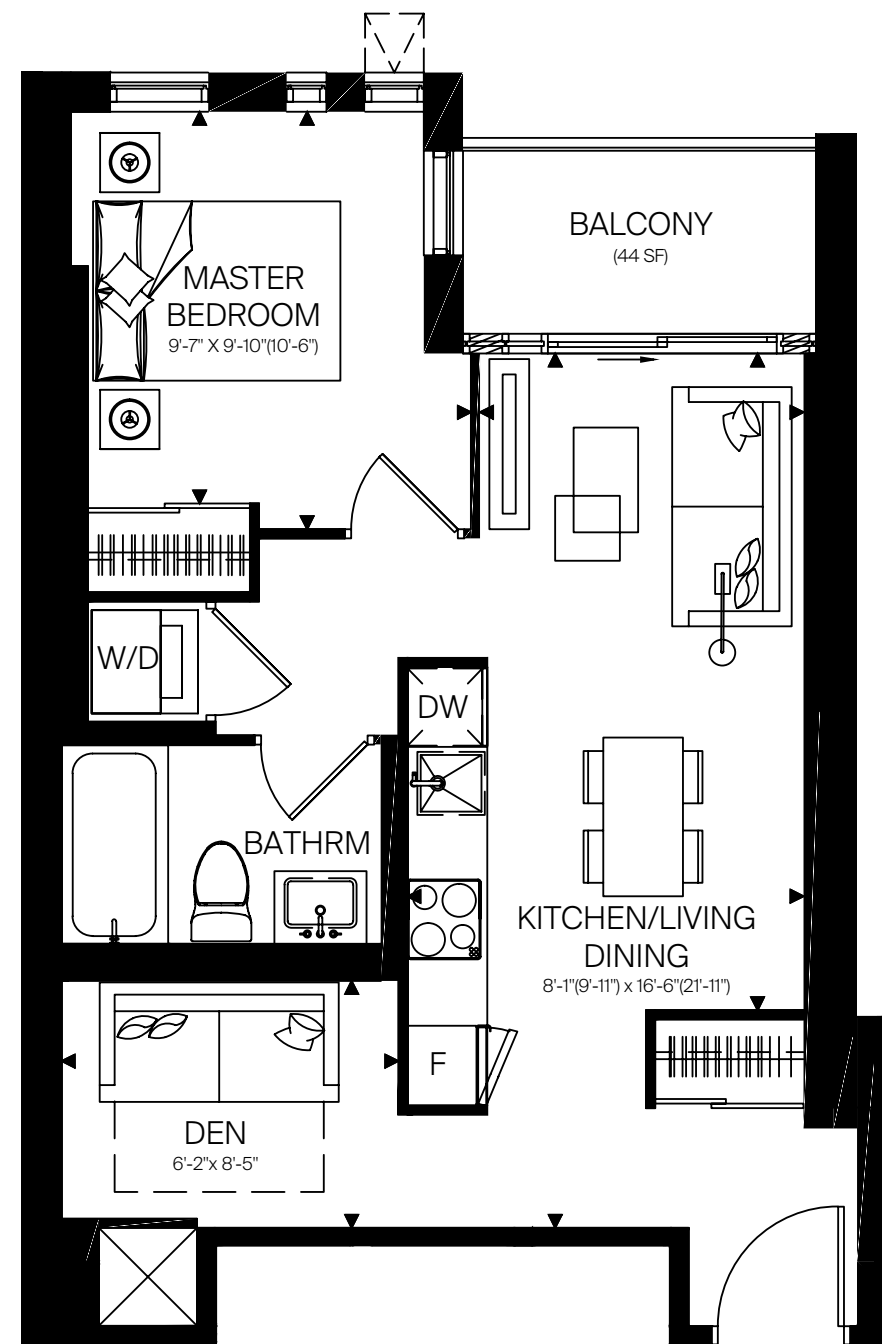 BALCONY
(44 SF)
MASTER
BEDROOM
9'-7" X 9'-10"(10'-6")
W/D
DW
BATHRM
KITCHEN/LIVING
DINING
8'-1"(9'-11") x 16'-6"(21'-11")
F
DEN
6'-2"x 8'-5"